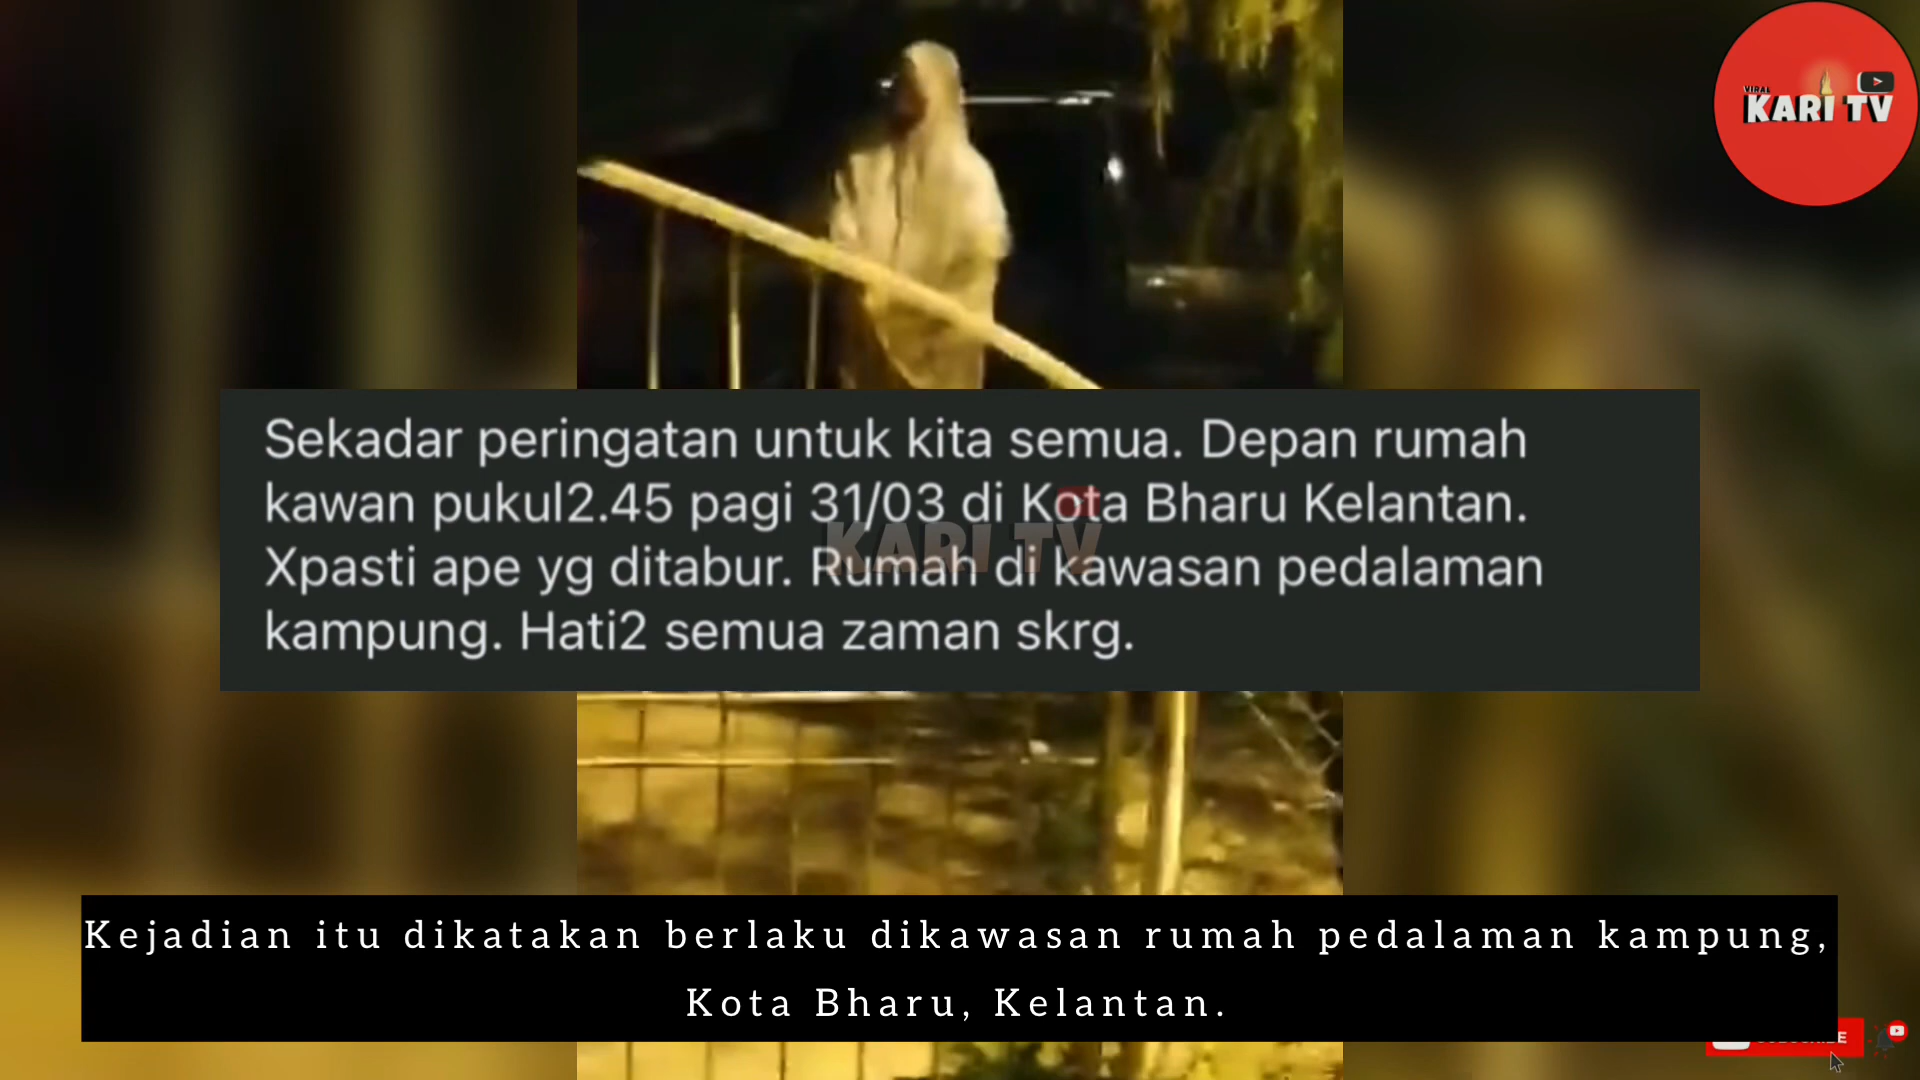 VIRAL
KARI TV
Sekadar peringatan untuk kita semua. Depan rumah
kawan pukul2.45 pagi 31/03 di Kota Bharu Kelantan.
Xpasti ape yg ditabur. Rumah di kawasan pedalaman
kampung. Hati2 semua zaman skrg.
KARI TV
Kejadian itu dikatakan berlaku dikawasan rumah pedalaman kampung,
Kota Bharu, Kelantan.